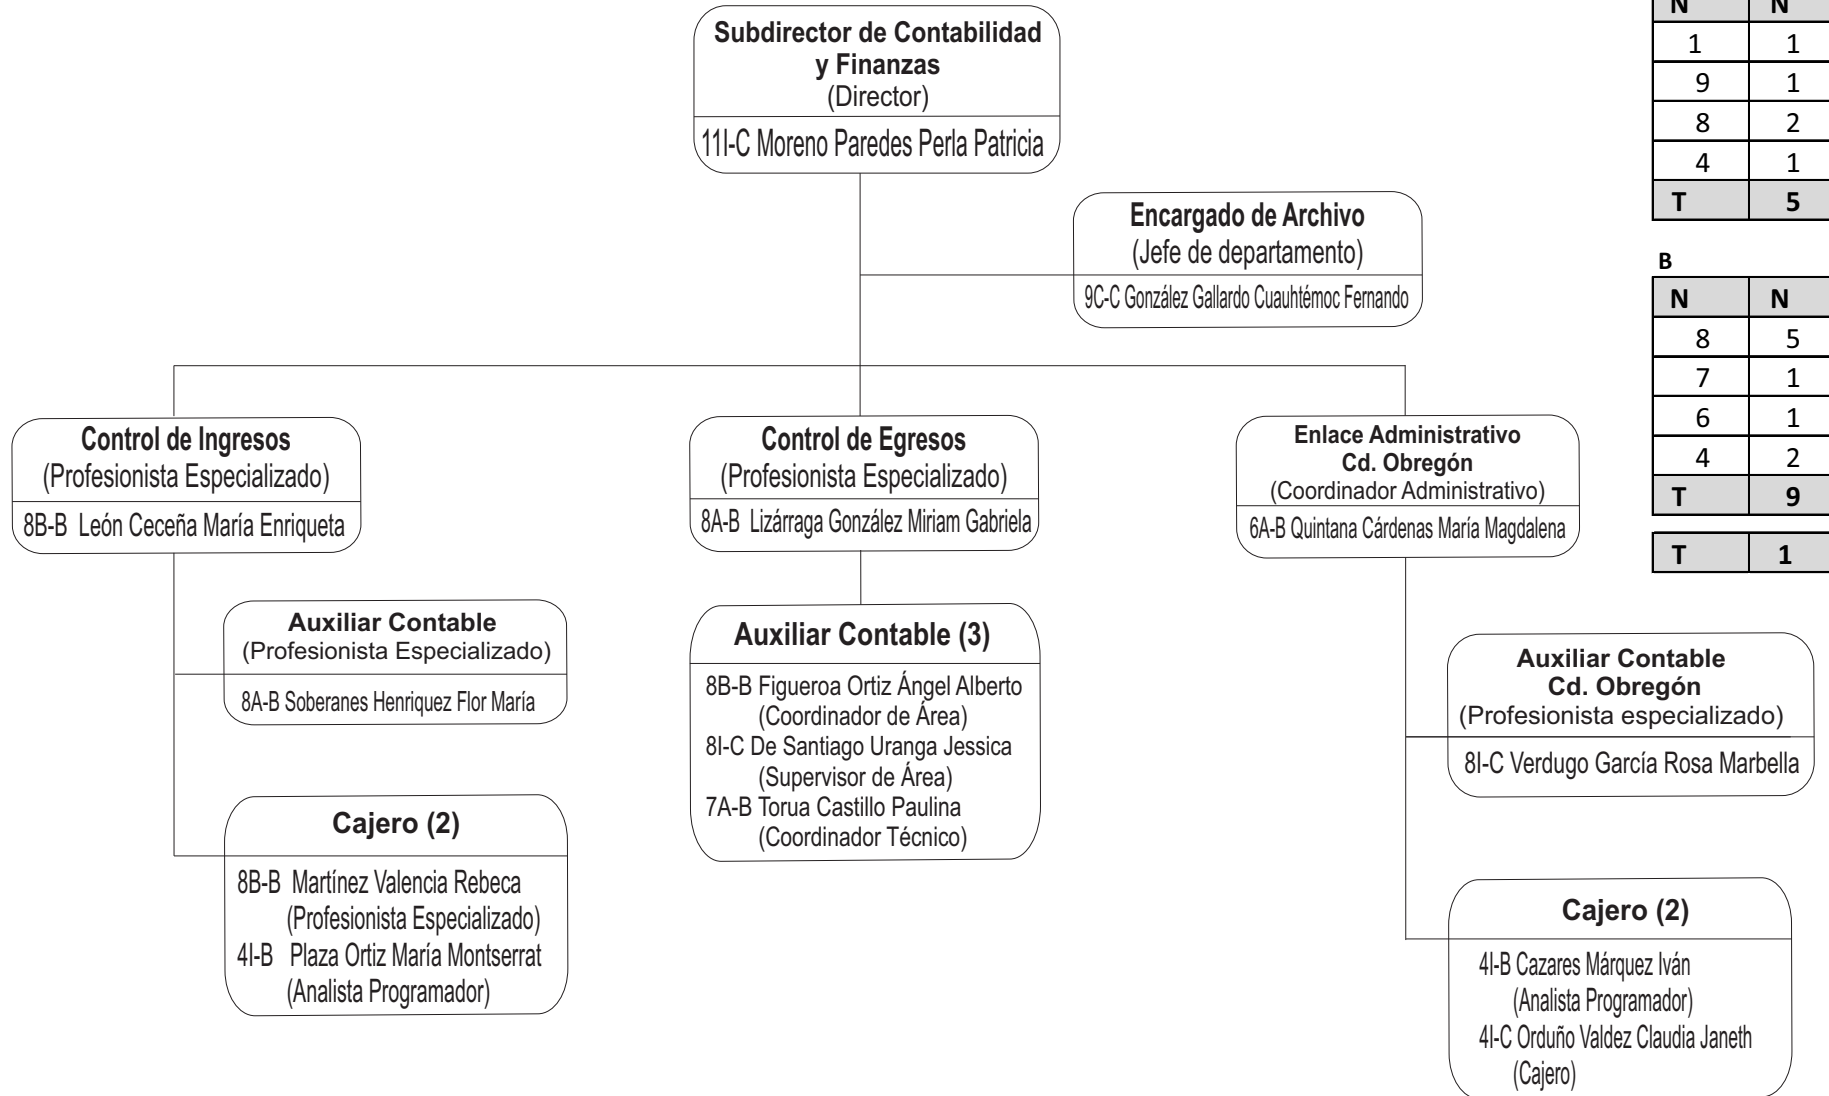 Subdirector de Contabilidad
y Finanzas
(Director)
11I-C Moreno Paredes Perla Patricia
Encargado de Archivo
(Jefe de departamento)
9C-C González Gallardo Cuauhtémoc Fernando
Control de Ingresos
(Profesionista Especializado)
8B-B León Ceceña María Enriqueta
Auxiliar Contable
(Profesionista Especializado)
8A-B Soberanes Henriquez Flor María
Cajero (2)
8B-B Martínez Valencia Rebeca
(Profesionista Especializado)
4I-B Plaza Ortiz María Montserrat
(Analista Programador)
Control de Egresos
(Profesionista Especializado)
8A-B Lizárraga González Miriam Gabriela
Auxiliar Contable (3)
8B-B Figueroa Ortiz Ángel Alberto
(Coordinador de Área)
8I-C De Santiago Uranga Jessica
(Supervisor de Área)
7A-B Torua Castillo Paulina
(Coordinador Técnico)
Enlace Administrativo
Cd. Obregón
(Coordinador Administrativo)
6A-B Quintana Cárdenas María Magdalena
Auxiliar Contable
Cd. Obregón
(Profesionista especializado)
8I-C Verdugo García Rosa Marbella
Cajero (2)
4I-B Cazares Márquez Iván
(Analista Programador)
4I-C Orduño Valdez Claudia Janeth
(Cajero)
N N
1 1
9 1
8 2
4 1
T 5
B
N N
8 5
7 1
6 1
4 2
T 9
T 1